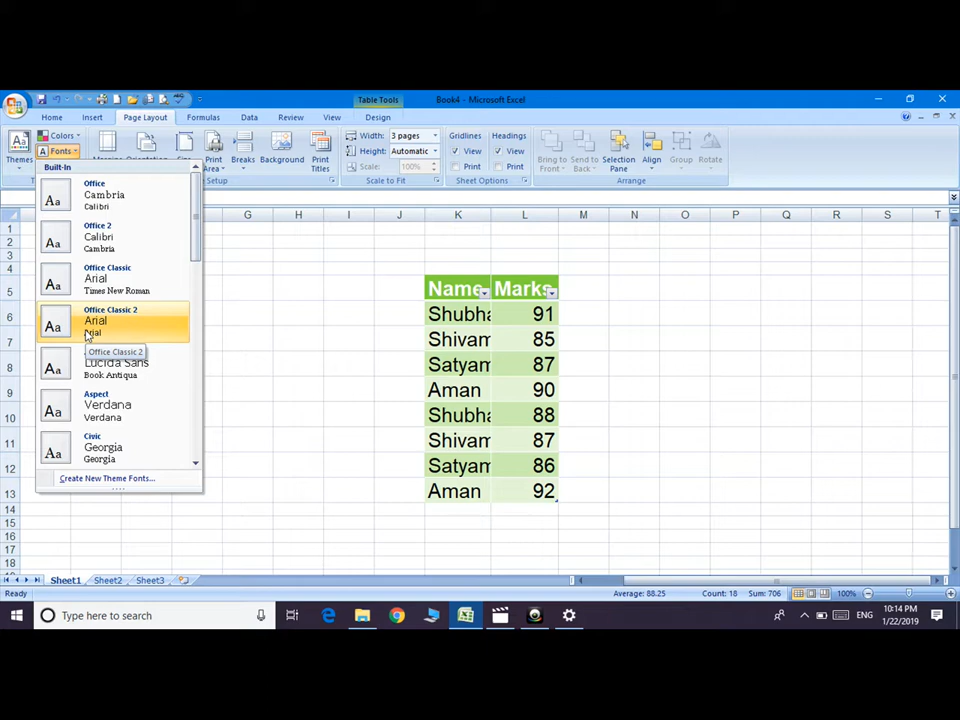 Table Tools
Book4 - Microsoft Excel
Home Insert Page Layout Formulas Data Review View Design
Themes
Colors
Fonts
Print Area
Breaks
Background
Print Titles
Width: 3 pages
Height: Automatic
Scale: 100%
Scale to Fit
Gridlines
View
Print
Headings
View
Print
Sheet Options
Bring to Front
Send to Back
Selection Pane
Align
Group
Rotate
Arrange
Built-In
Office
Cambria
Calibri
Office 2
Calibri
Cambria
Office Classic
Arial
Times New Roman
Office Classic 2
Arial
Arial
Office Classic 2
Lucida Sans
Book Antiqua
Aspect
Verdana
Verdana
Civic
Georgia
Georgia
Create New Theme Fonts...
G H I J K L M N O P Q R S T
1
2
3
4
5 Name Marks
6 Shubha 91
7 Shivam 85
8 Satyam 87
9 Aman 90
10 Shubha 88
11 Shivam 87
12 Satyam 86
13 Aman 92
14
15
16
17
18
Sheet1 Sheet2 Sheet3
Ready Average: 88.25 Count: 18 Sum: 706 100%
Type here to search
ENG
10:14 PM
1/22/2019